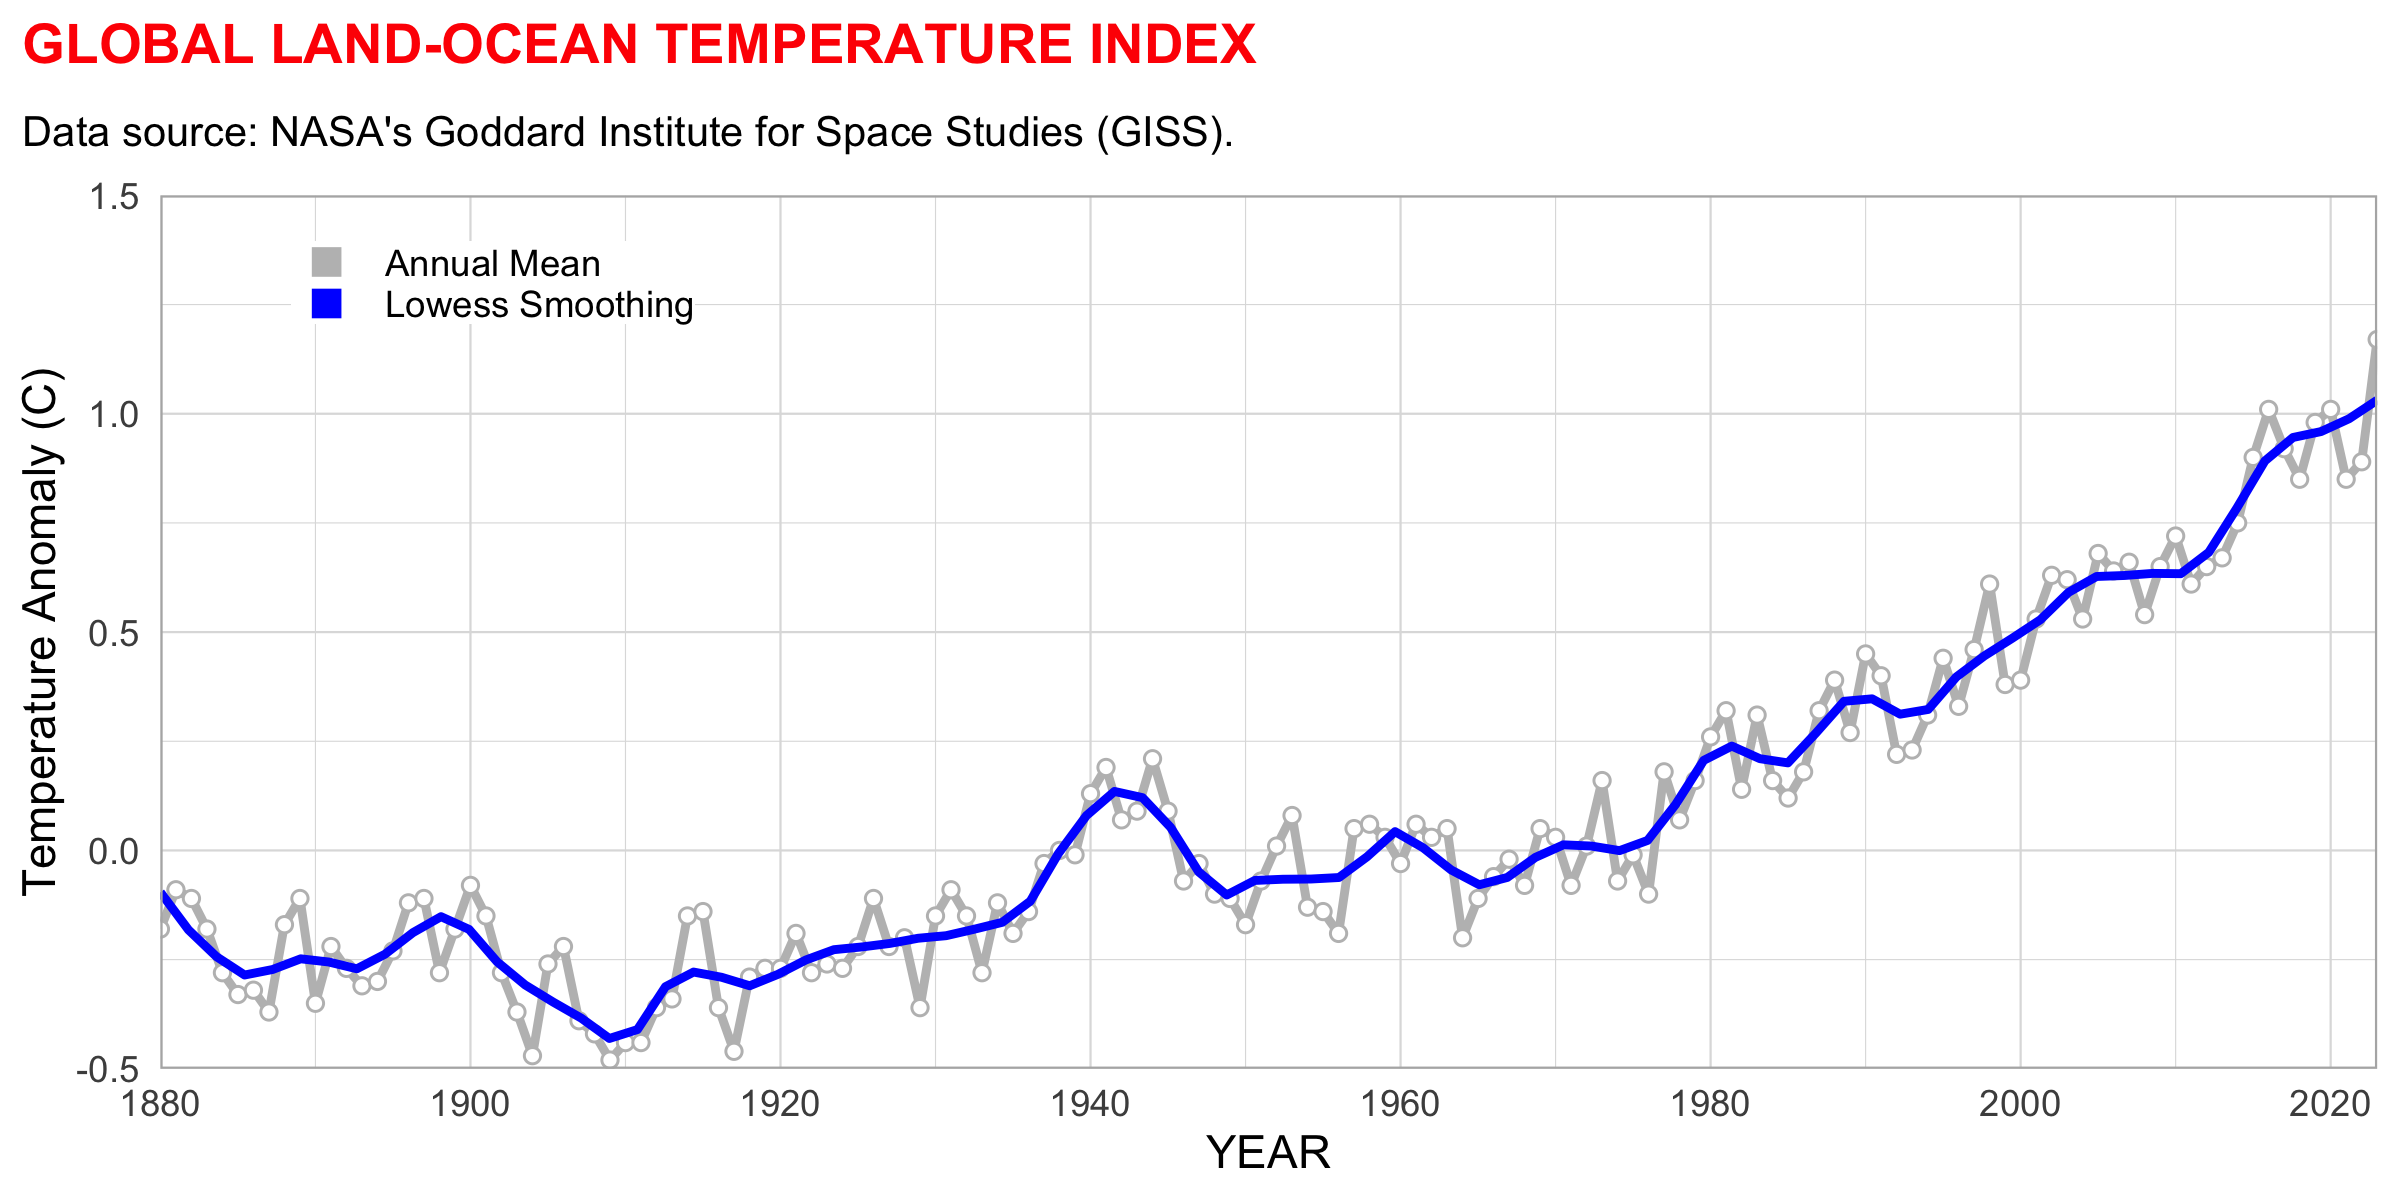 GLOBAL LAND-OCEAN TEMPERATURE INDEX
Data source: NASA's Goddard Institute for Space Studies (GISS).
1.5
Annual Mean
Lowess Smoothing
Temperature Anomaly (C)
1.0
0.5
0.0
-0.5
1880 1900 1920 1940 1960 1980 2000 2020
YEAR